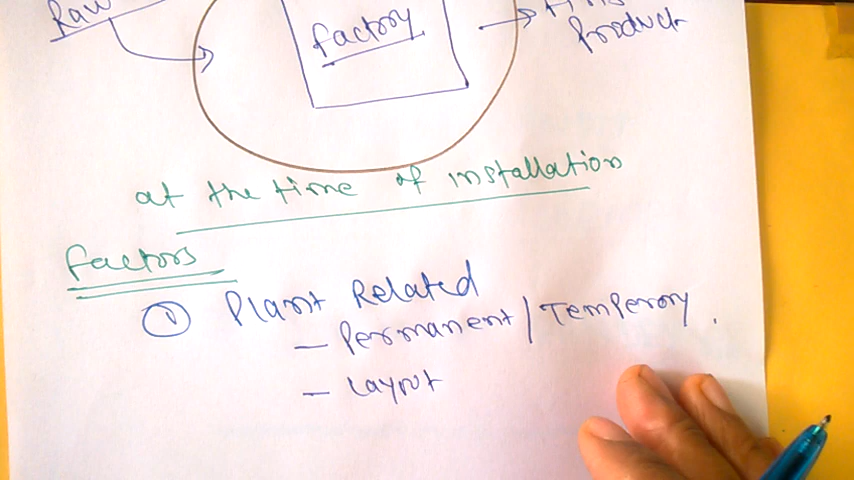 Raw
factory
Product
at the time of installation
Factors
① Plant Related
— Permanent / Temperory .
— Layout